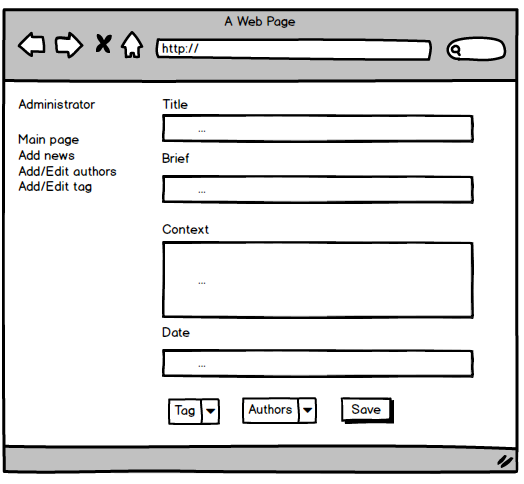 A Web Page
http://
Administrator
Main page
Add news
Add/Edit authors
Add/Edit tag
Title
...
Brief
...
Context
...
Date
...
Tag
Authors
Save